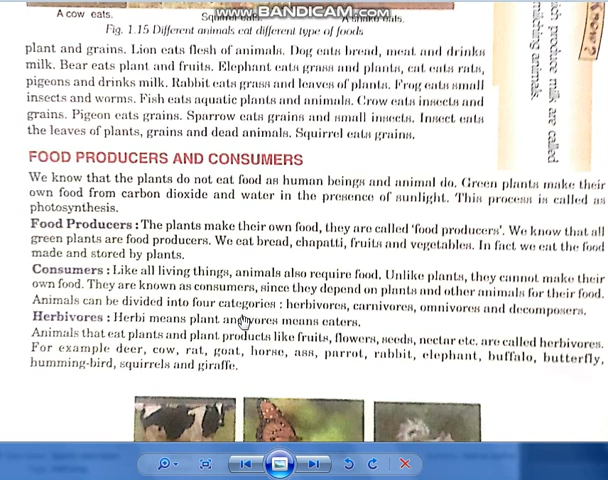 www.BANDICAM.com
A cow eats.
Squirrel eats.
A snake eats.
Fig. 1.15 Different animals eat different type of foods
plant and grains. Lion eats flesh of animals. Dog eats bread, meat and drinks
milk. Bear eats plant and fruits. Elephant eats grass and plants, cat eats rats,
pigeons and drinks milk. Rabbit eats grass and leaves of plants. Frog eats small
insects and worms. Fish eats aquatic plants and animals. Crow eats insects and
grains. Pigeon eats grains. Sparrow eats grains and small insects. Insect eats
the leaves of plants, grains and dead animals. Squirrel eats grains.
FOOD PRODUCERS AND CONSUMERS
We know that the plants do not eat food as human beings and animal do. Green plants make their
own food from carbon dioxide and water in the presence of sunlight. This process is called as
photosynthesis.
Food Producers : The plants make their own food, they are called 'food producers'. We know that all
green plants are food producers. We eat bread, chapatti, fruits and vegetables. In fact we eat the food
made and stored by plants.
Consumers : Like all living things, animals also require food. Unlike plants, they cannot make their
own food. They are known as consumers, since they depend on plants and other animals for their food.
Animals can be divided into four categories : herbivores, carnivores, omnivores and decomposers.
Herbivores : Herbi means plant and vores means eaters.
Animals that eat plants and plant products like fruits, flowers, seeds, nectar etc. are called herbivores.
For example deer, cow, rat, goat, horse, ass, parrot, rabbit, elephant, buffalo, butterfly,
humming-bird, squirrels and giraffe.
know ?
ich produce milk are called
milching animals.